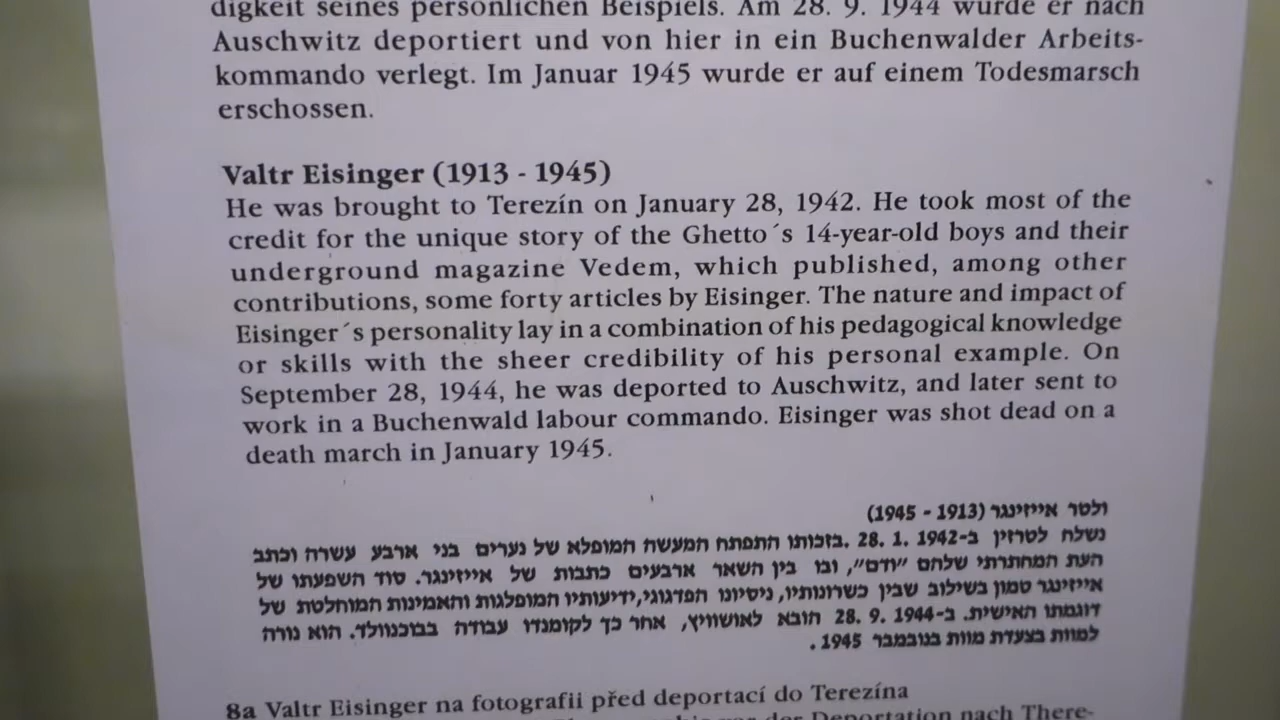 digkeit seines persönlichen Beispiels. Am 28. 9. 1944 wurde er nach
Auschwitz deportiert und von hier in ein Buchenwalder Arbeits-
kommando verlegt. Im Januar 1945 wurde er auf einem Todesmarsch
erschossen.
Valtr Eisinger (1913 - 1945)
He was brought to Terezín on January 28, 1942. He took most of the
credit for the unique story of the Ghetto´s 14-year-old boys and their
underground magazine Vedem, which published, among other
contributions, some forty articles by Eisinger. The nature and impact of
Eisinger´s personality lay in a combination of his pedagogical knowledge
or skills with the sheer credibility of his personal example. On
September 28, 1944, he was deported to Auschwitz, and later sent to
work in a Buchenwald labour commando. Eisinger was shot dead on a
death march in January 1945.
ולטר אייזינגר (1913 - 1945)
נשלח לטרזין ב-28. 1. 1942. בזכותו התפתח המעשה המופלא של נערים בני ארבע עשרה וכתב
העת המחתרתי שלהם "ודם", ובו בין השאר ארבעים כתבות של אייזינגר. סוד השפעתו של
אייזינגר טמון בשילוב שבין כשרונותיו, ניסיונו הפדגוגי, ידיעותיו המופלגות והאמינות המוחלטת של
דוגמתו האישית. ב-28. 9. 1944 הובא לאושוויץ, אחר כך לקומנדו עבודה בבוכנוולד. הוא נורה
למוות בצעדת מוות בנובמבר 1945 .
8a Valtr Eisinger na fotografii před deportací do Terezína
der Deportation nach There-